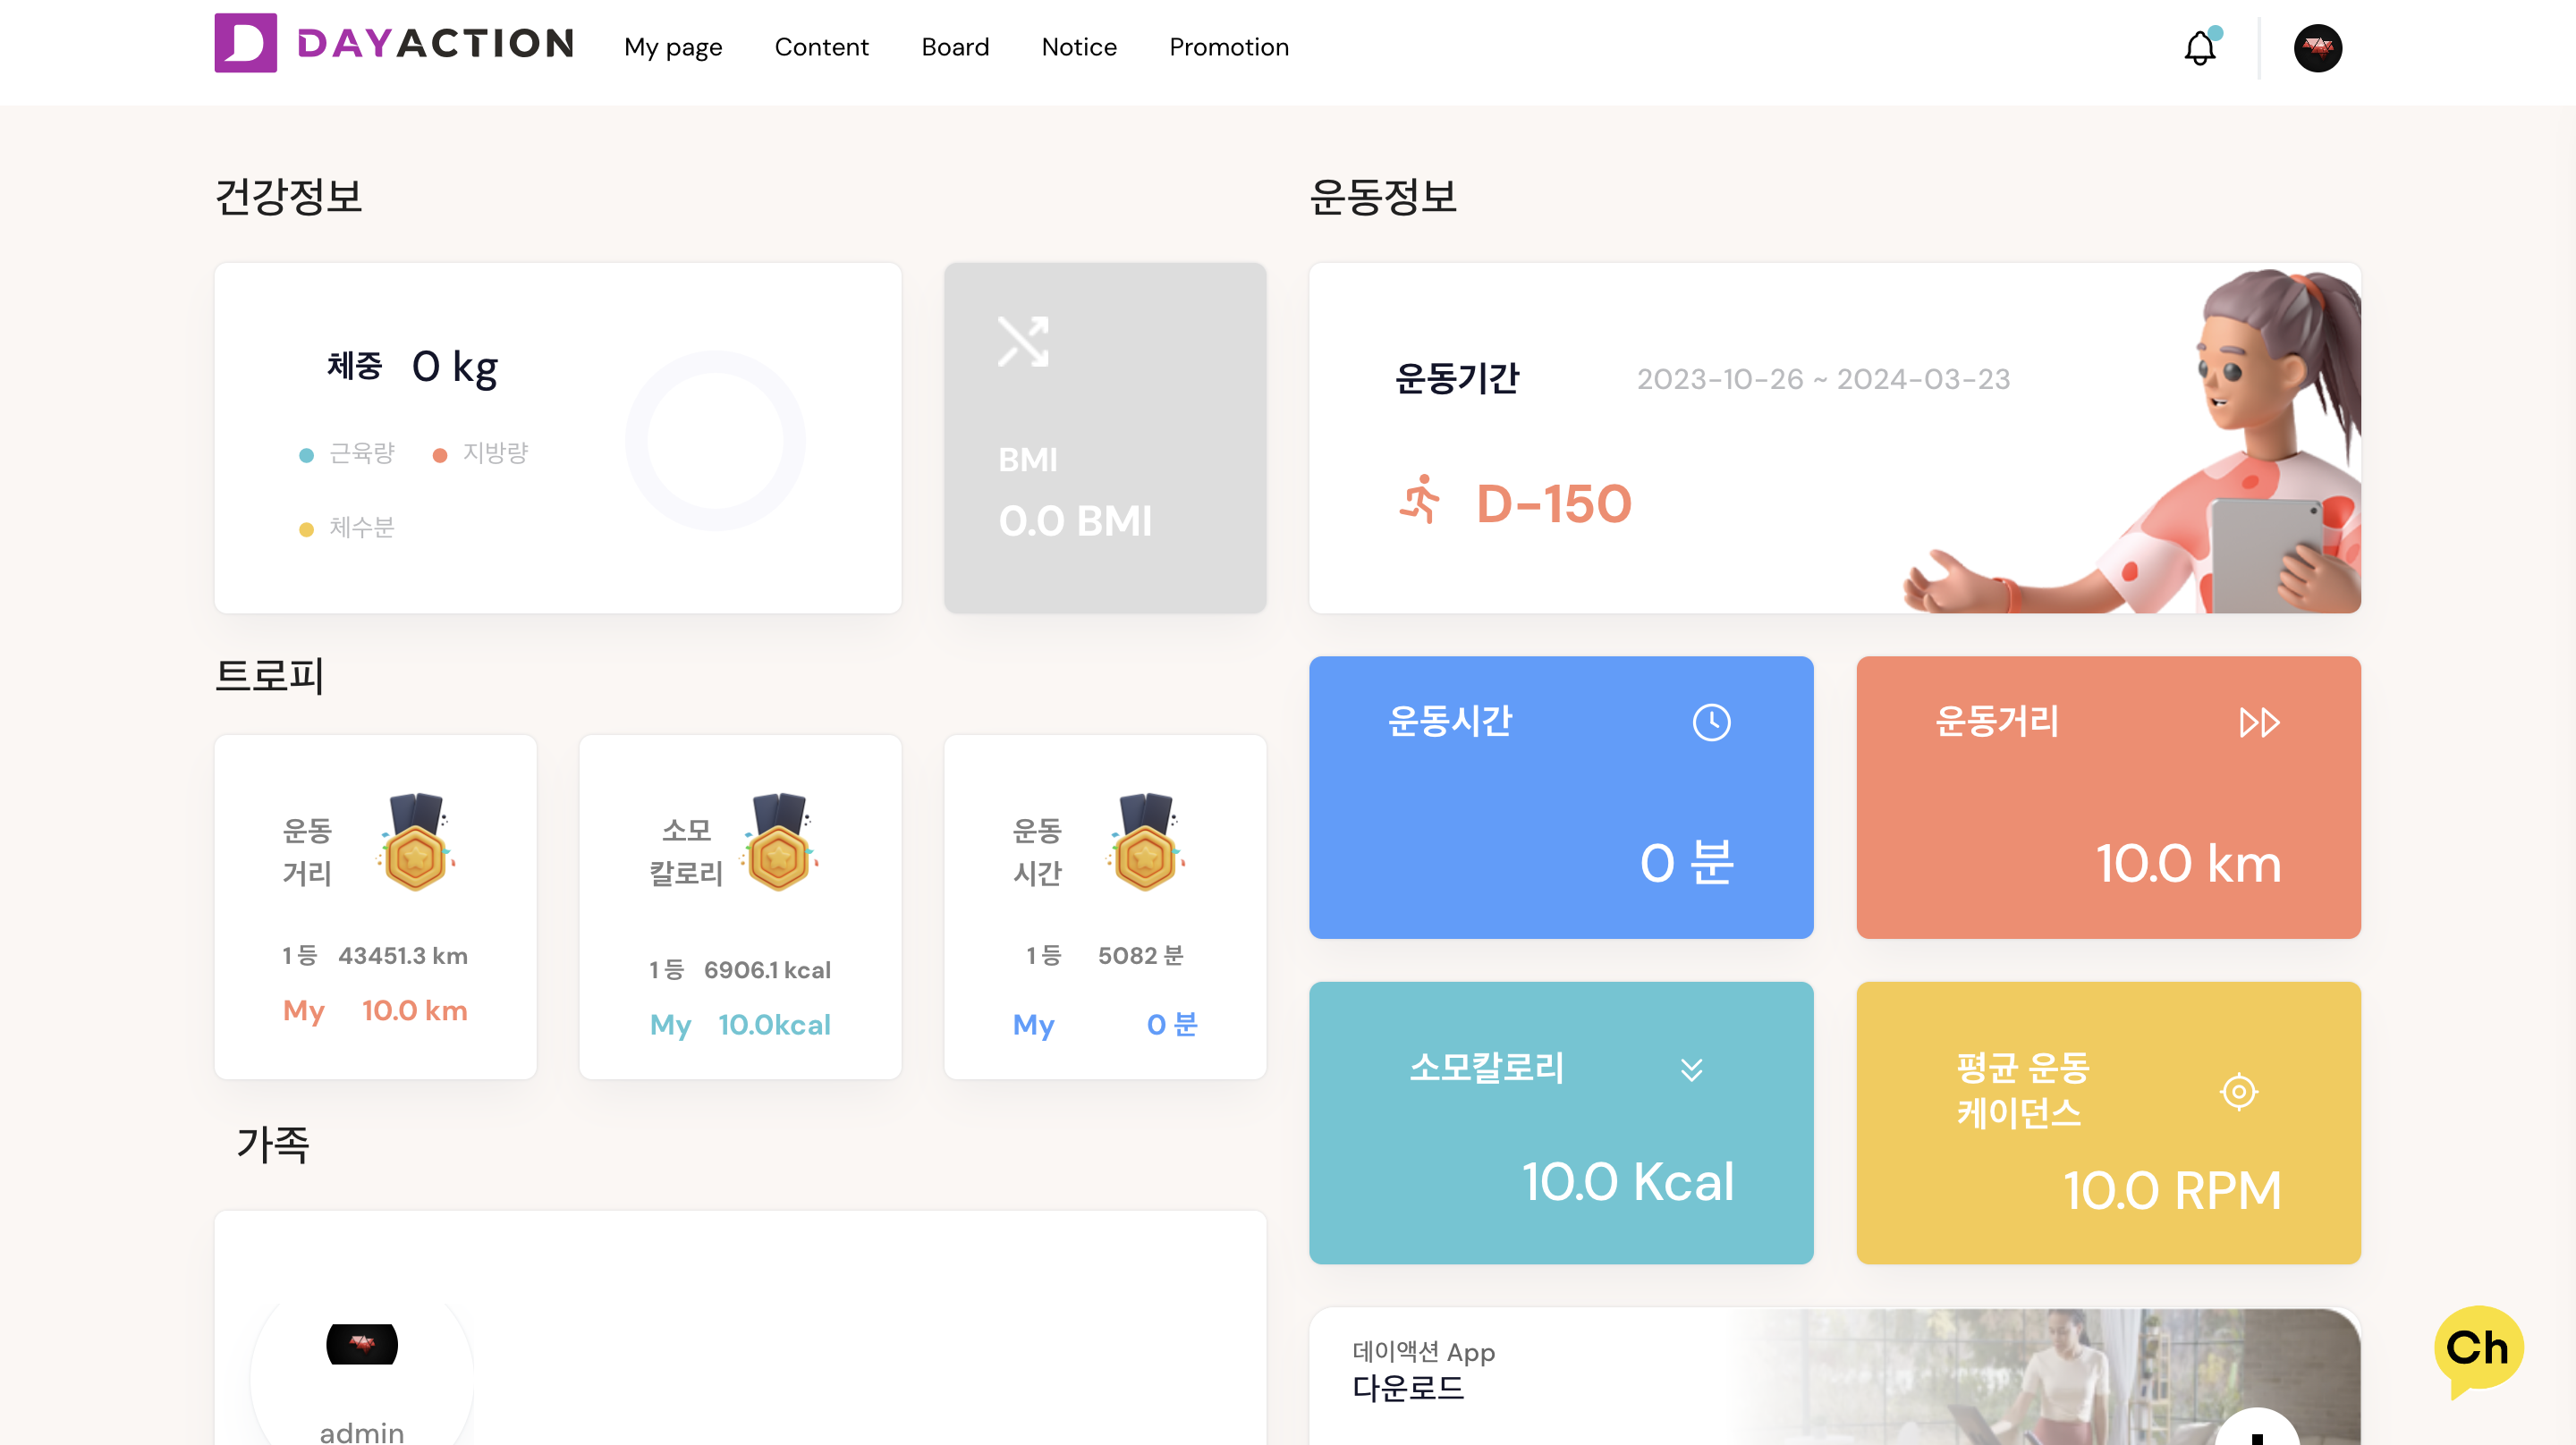 DAYACTION
My page
Content
Board
Notice
Promotion
건강정보
체중 0 kg
근육량
지방량
체수분
BMI
0.0 BMI
트로피
운동
거리
1 등 43451.3 km
My 10.0 km
소모
칼로리
1 등 6906.1 kcal
My 10.0kcal
운동
시간
1 등 5082 분
My 0 분
가족
admin
운동정보
운동기간 2023-10-26 ~ 2024-03-23
D-150
운동시간
0 분
운동거리
10.0 km
소모칼로리
10.0 Kcal
평균 운동
케이던스
10.0 RPM
데이액션 App
다운로드
Ch